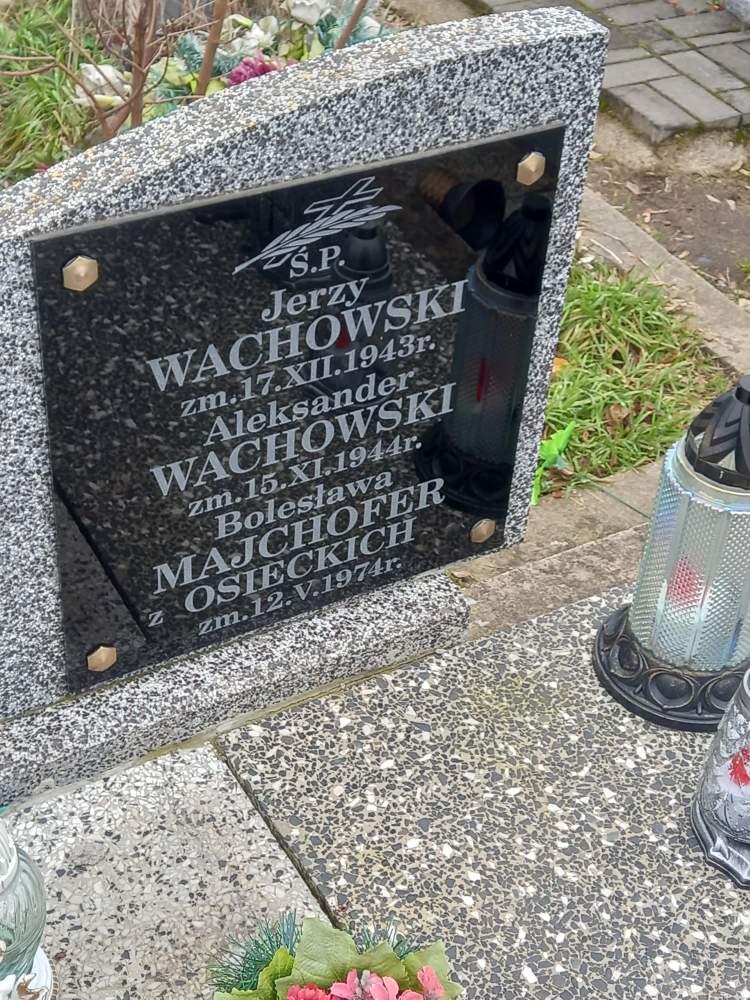 Ś.P.
Jerzy
WACHOWSKI
zm.17.XII.1943r.
Aleksander
WACHOWSKI
zm.15.XI.1944r.
Bolesława
MAJCHOFER
z OSIECKICH
zm.12.V.1974r.